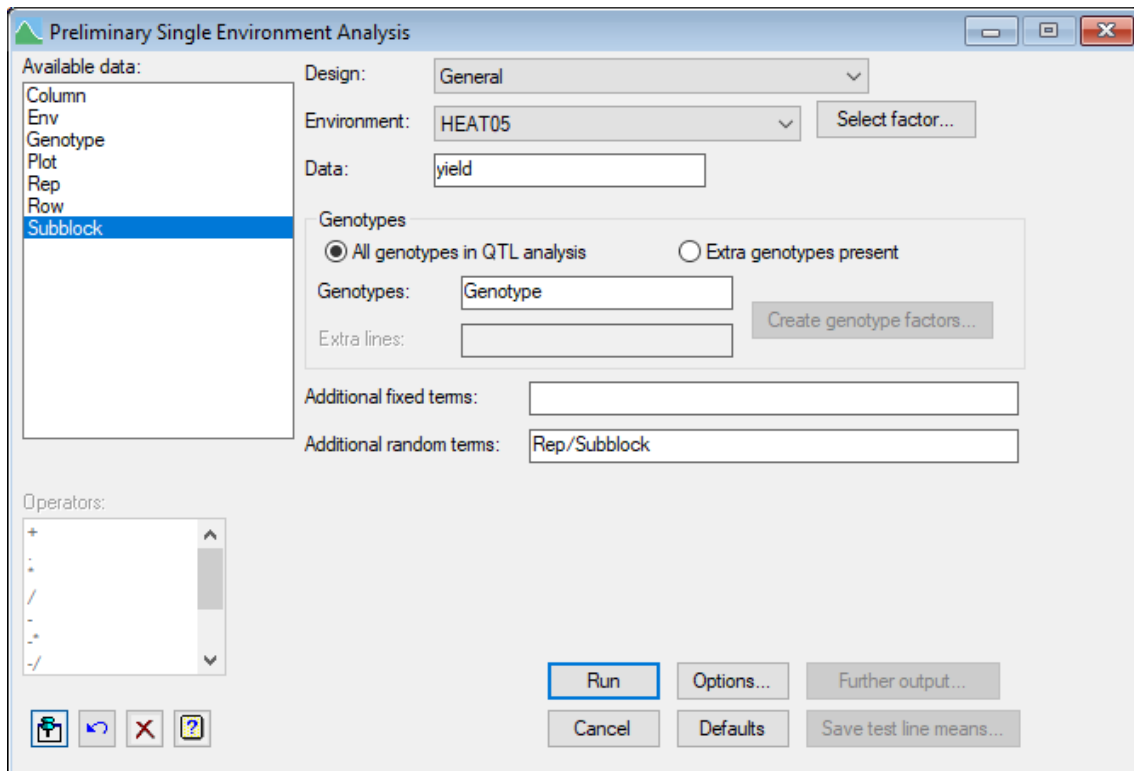 Preliminary Single Environment Analysis
Available data:
Column
Env
Genotype
Plot
Rep
Row
Subblock
Design: General
Environment: HEAT05 Select factor...
Data: yield
Genotypes
All genotypes in QTL analysis Extra genotypes present
Genotypes: Genotype
Create genotype factors...
Extra lines:
Additional fixed terms:
Additional random terms: Rep/Subblock
Operators:
+
.
*
/
-
-*
-/
Run Options... Further output...
Cancel Defaults Save test line means...
?